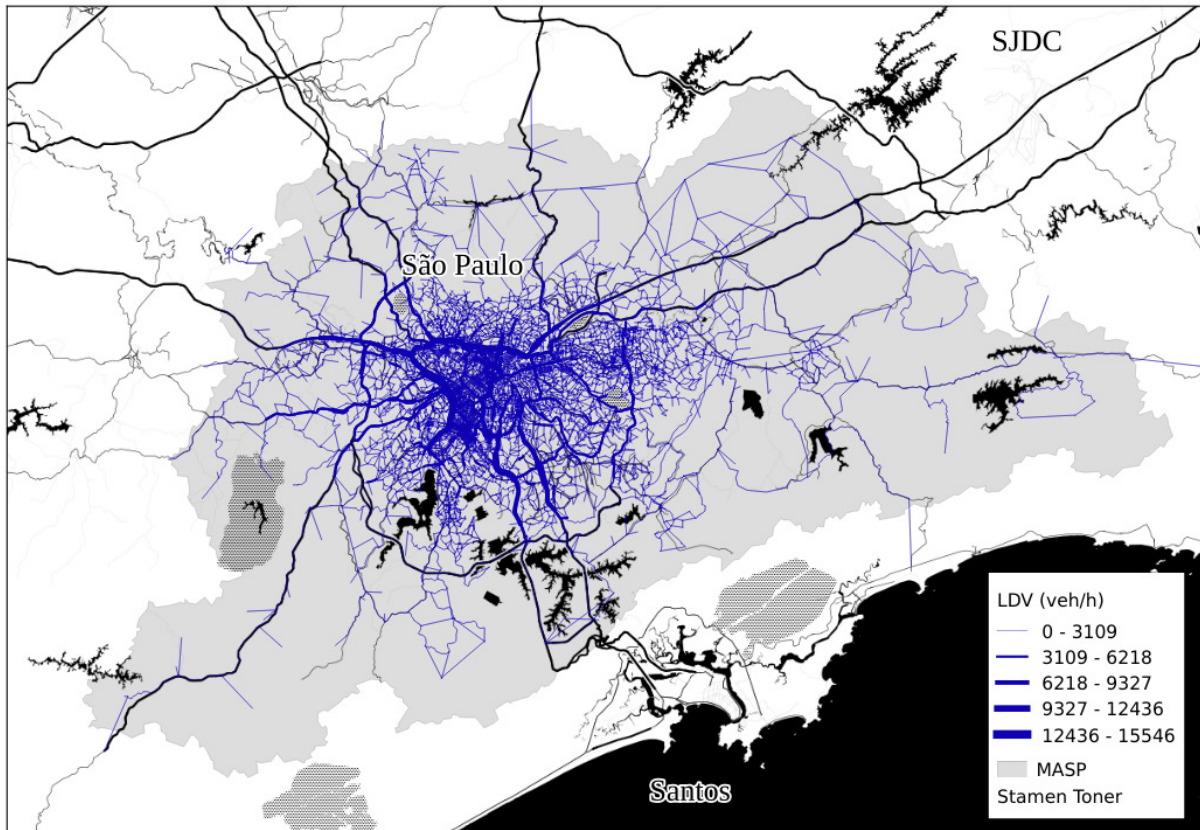 SJDC
São Paulo
Santos
LDV (veh/h)
0 - 3109
3109 - 6218
6218 - 9327
9327 - 12436
12436 - 15546
MASP
Stamen Toner